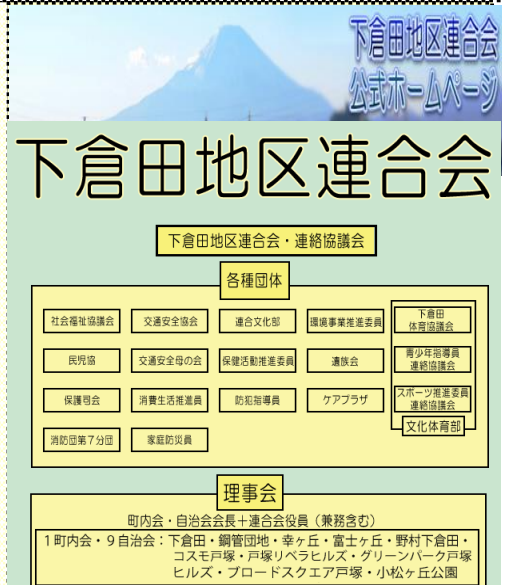 下倉田地区連合会
公式ホームページ
下倉田地区連合会
下倉田地区連合会・連絡協議会
各種団体
社会福祉協議会
交通安全協会
連合文化部
環境事業推進委員
下倉田
体育協議会
民児協
交通安全母の会
保健活動推進委員
遺族会
青少年指導員
連絡協議会
保護司会
消費生活推進員
防犯指導員
ケアプラザ
スポーツ推進委員
連絡協議会
消防団第7分団
家庭防災員
文化体育部
理事会
町内会・自治会会長+連合会役員(兼務含む)
1町内会・9自治会:下倉田・鋼管団地・幸ヶ丘・富士ヶ丘・野村下倉田・
コスモ戸塚・戸塚リベラヒルズ・グリーンパーク戸塚
ヒルズ・ブロードスクエア戸塚・小松ヶ丘公園